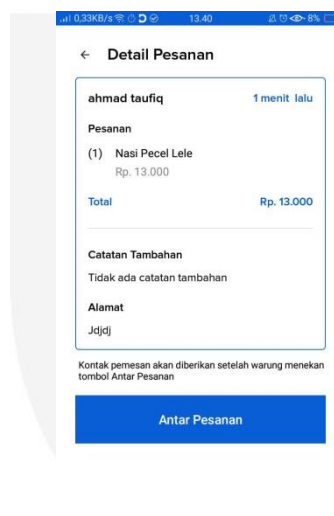 0,33KB/s 13.40 8%
← Detail Pesanan
ahmad taufiq 1 menit lalu
Pesanan
(1) Nasi Pecel Lele
Rp. 13.000
Total Rp. 13.000
Catatan Tambahan
Tidak ada catatan tambahan
Alamat
Jdjdj
Kontak pemesan akan diberikan setelah warung menekan
tombol Antar Pesanan
Antar Pesanan